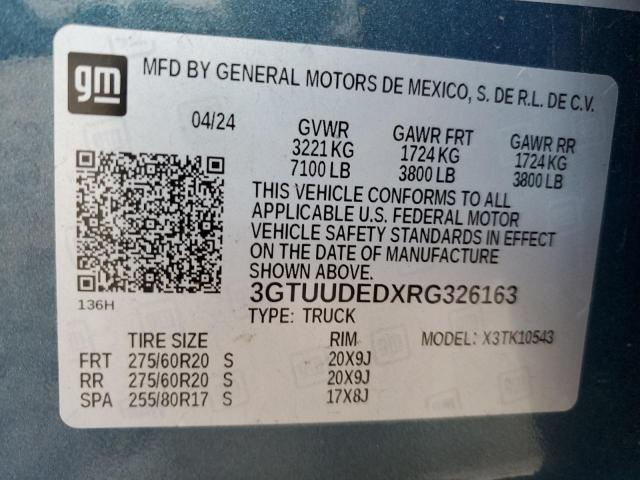 gm
MFD BY GENERAL MOTORS DE MEXICO, S. DE R.L. DE C.V.
04/24 GVWR GAWR FRT GAWR RR
3221 KG 1724 KG 1724 KG
7100 LB 3800 LB 3800 LB
THIS VEHICLE CONFORMS TO ALL
APPLICABLE U.S. FEDERAL MOTOR
VEHICLE SAFETY STANDARDS IN EFFECT
ON THE DATE OF MANUFACTURE
SHOWN ABOVE.
136H
3GTUUDEDXRG326163
TYPE: TRUCK
TIRE SIZE RIM MODEL: X3TK10543
FRT 275/60R20 S 20X9J
RR 275/60R20 S 20X9J
SPA 255/80R17 S 17X8J